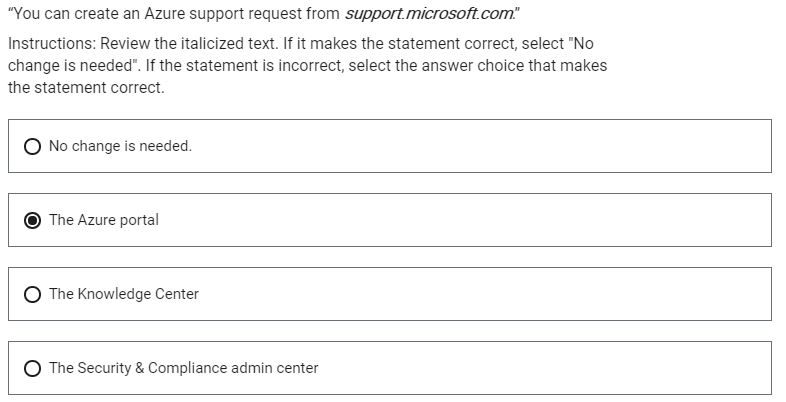 "You can create an Azure support request from support.microsoft.com."
Instructions: Review the italicized text. If it makes the statement correct, select "No
change is needed". If the statement is incorrect, select the answer choice that makes
the statement correct.
No change is needed.
The Azure portal
The Knowledge Center
The Security & Compliance admin center